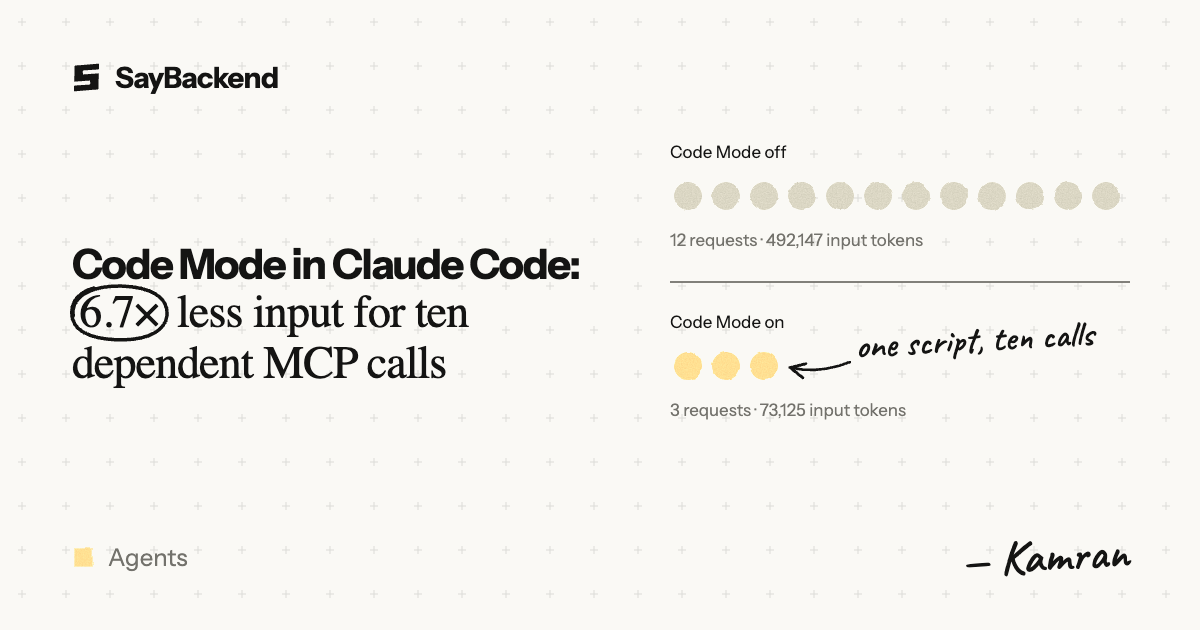 SayBackend
Code Mode in Claude Code:
6.7× less input for ten
dependent MCP calls
Code Mode off
12 requests · 492,147 input tokens
Code Mode on
one script, ten calls
3 requests · 73,125 input tokens
Agents
– Kamran